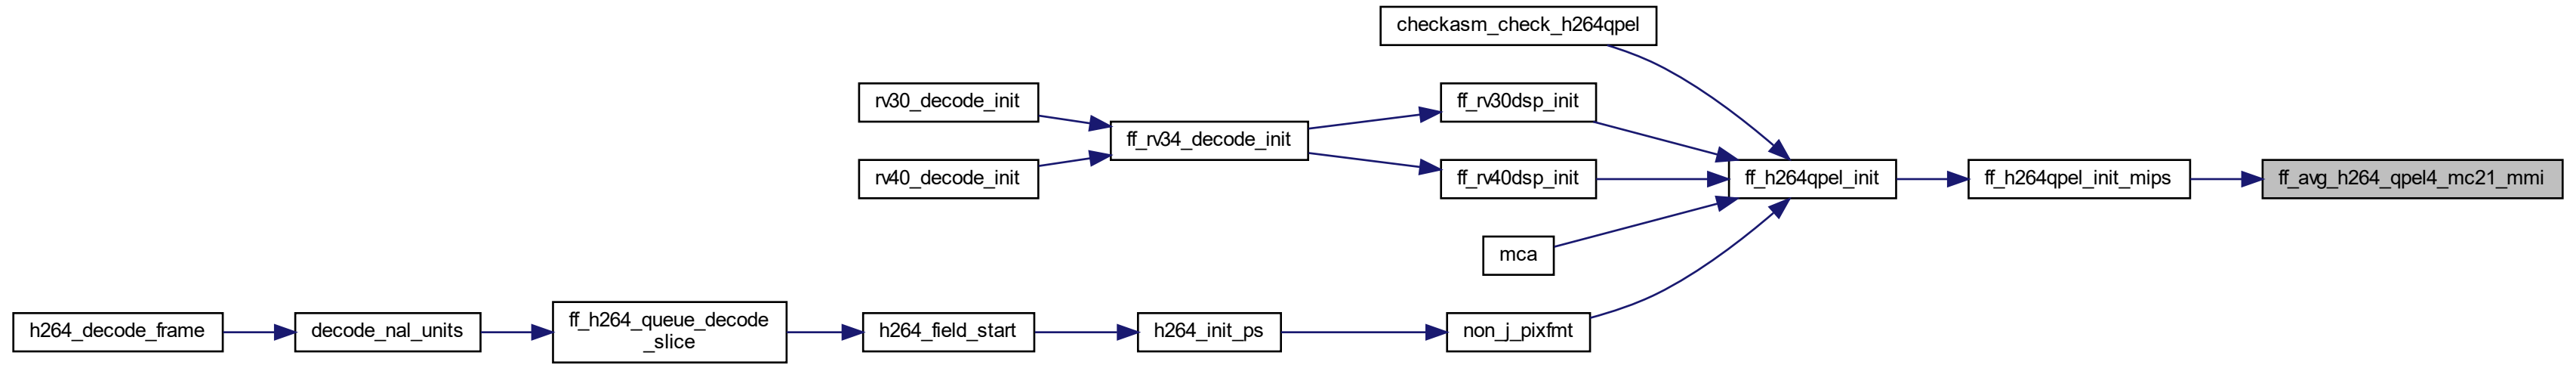 checkasm_check_h264qpel
rv30_decode_init
ff_rv30dsp_init
ff_rv34_decode_init
rv40_decode_init
ff_rv40dsp_init
ff_h264qpel_init
ff_h264qpel_init_mips
ff_avg_h264_qpel4_mc21_mmi
mca
h264_decode_frame
decode_nal_units
ff_h264_queue_decode
_slice
h264_field_start
h264_init_ps
non_j_pixfmt